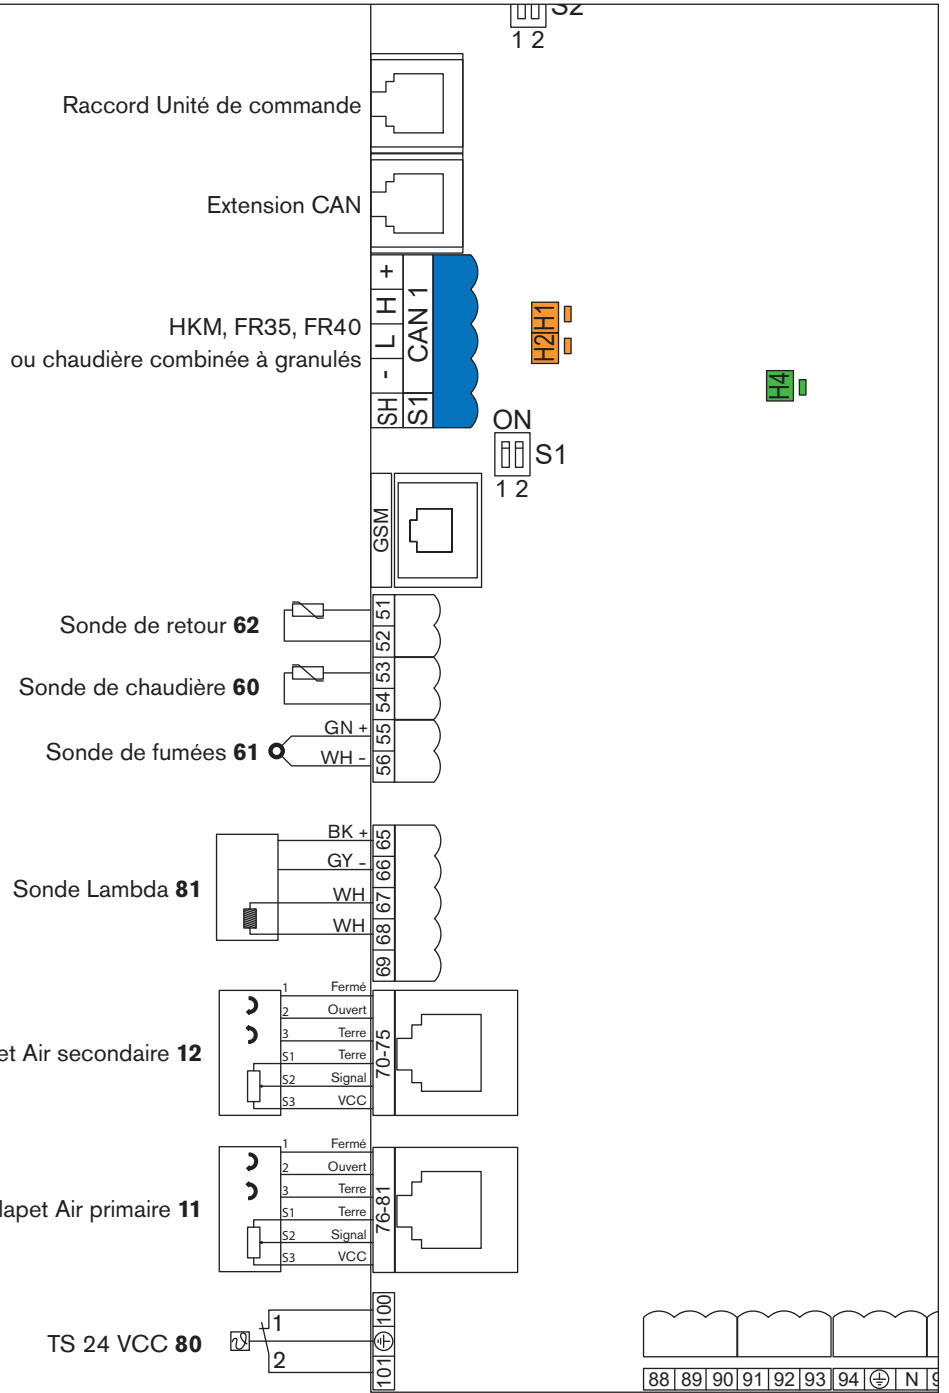 S2
1 2
Raccord Unité de commande
Extension CAN
HKM, FR35, FR40
ou chaudière combinée à granulés
+
H
L
-
SH
CAN 1
S1
H1
H2
H4
ON
S1
1 2
GSM
Sonde de retour 62
51
52
Sonde de chaudière 60
53
54
Sonde de fumées 61
GN + 55
WH - 56
Sonde Lambda 81
BK + 65
GY - 66
WH 67
WH 68
69
et Air secondaire 12
1 Fermé
2 Ouvert
3 Terre
S1 Terre
S2 Signal
S3 VCC
70-75
lapet Air primaire 11
1 Fermé
2 Ouvert
3 Terre
S1 Terre
S2 Signal
S3 VCC
76-81
TS 24 VCC 80
1
2
100
101
88 89 90 91 92 93 94 N 9